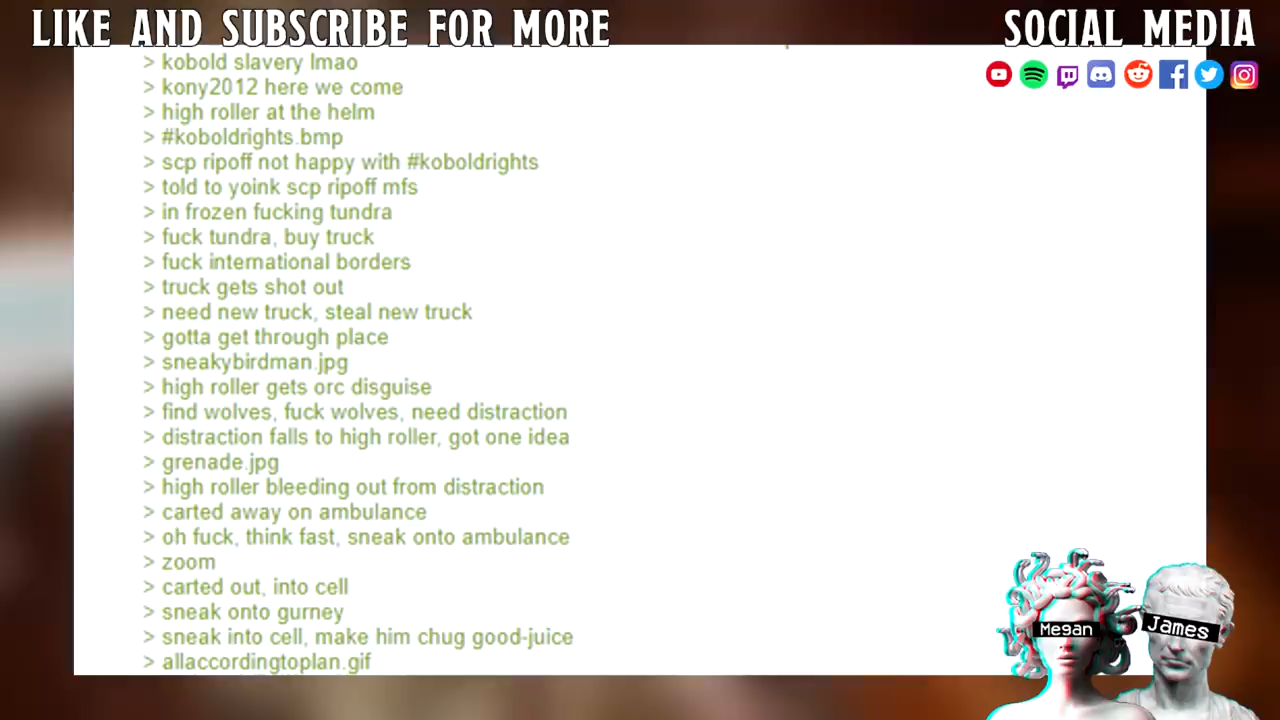 LIKE AND SUBSCRIBE FOR MORE
SOCIAL MEDIA
> kobold slavery lmao
> kony2012 here we come
> high roller at the helm
> #koboldrights.bmp
> scp ripoff not happy with #koboldrights
> told to yoink scp ripoff mfs
> in frozen fucking tundra
> fuck tundra, buy truck
> fuck international borders
> truck gets shot out
> need new truck, steal new truck
> gotta get through place
> sneakybirdman.jpg
> high roller gets orc disguise
> find wolves, fuck wolves, need distraction
> distraction falls to high roller, got one idea
> grenade.jpg
> high roller bleeding out from distraction
> carted away on ambulance
> oh fuck, think fast, sneak onto ambulance
> zoom
> carted out, into cell
> sneak onto gurney
> sneak into cell, make him chug good-juice
> allaccordingtoplan.gif
Megan
James